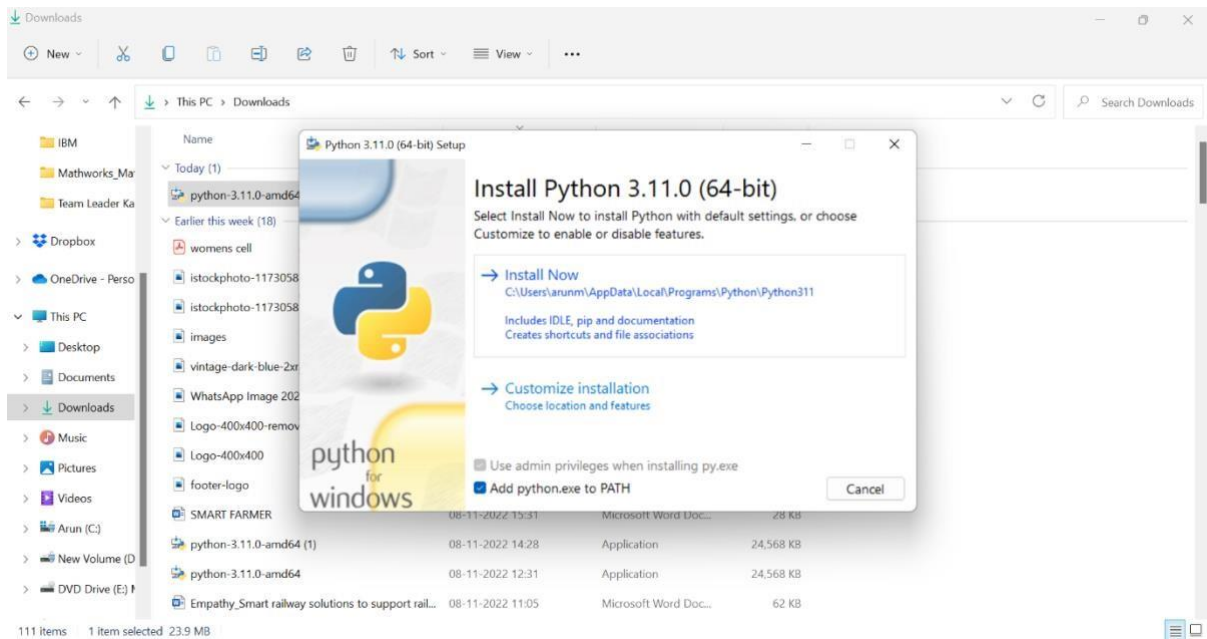 Downloads
New
Sort
View
This PC > Downloads
Search Downloads
IBM
Mathworks_Ma
Team Leader Ka
Dropbox
OneDrive - Perso
This PC
Desktop
Documents
Downloads
Music
Pictures
Videos
Arun (C:)
New Volume (D
DVD Drive (E:) M
Name
Today (1)
python-3.11.0-amd64
Earlier this week (18)
womens cell
istockphoto-1173058
istockphoto-1173058
images
vintage-dark-blue-2xr
WhatsApp Image 202
Logo-400x400-remov
Logo-400x400
footer-logo
SMART FARMER 08-11-2022 15:31 Microsoft Word Doc... 28 KB
python-3.11.0-amd64 (1) 08-11-2022 14:28 Application 24,568 KB
python-3.11.0-amd64 08-11-2022 12:31 Application 24,568 KB
Empathy_Smart railway solutions to support rail... 08-11-2022 11:05 Microsoft Word Doc... 62 KB
Python 3.11.0 (64-bit) Setup
Install Python 3.11.0 (64-bit)
Select Install Now to install Python with default settings, or choose
Customize to enable or disable features.
Install Now
C:\Users\arunm\AppData\Local\Programs\Python\Python311
Includes IDLE, pip and documentation
Creates shortcuts and file associations
Customize installation
Choose location and features
python
for
windows
Use admin privileges when installing py.exe
Add python.exe to PATH
Cancel
111 items 1 item selected 23.9 MB